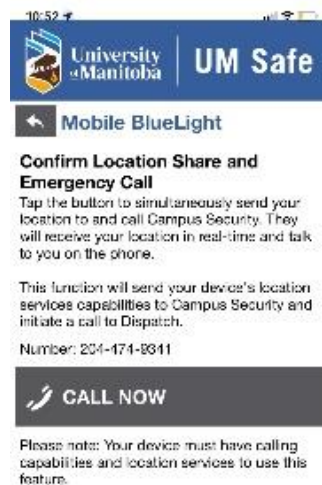 10:52
University
of Manitoba
UM Safe
Mobile BlueLight
Confirm Location Share and
Emergency Call
Tap the button to simultaneously send your
location to and call Campus Security. They
will receive your location in real-time and talk
to you on the phone.
This function will send your device's location
services capabilities to Campus Security and
initiate a call to Dispatch.
Number: 204-474-9341
CALL NOW
Please note: Your device must have calling
capabilities and location services to use this
feature.